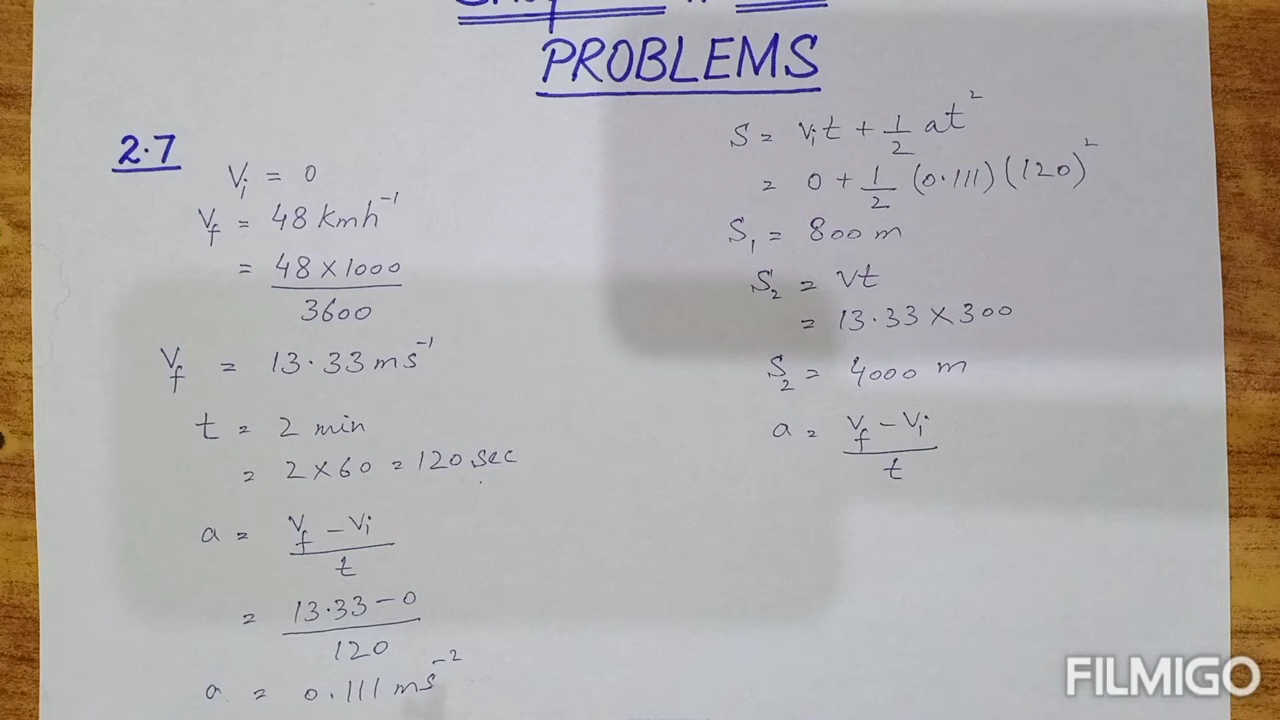 PROBLEMS
2.7
Vi = 0
Vf = 48 Kmh⁻¹
= 48 × 1000
3600
Vf = 13.33 ms⁻¹
t = 2 min
= 2 × 60 = 120 sec
a = Vf − Vi
t
= 13.33 − 0
120
a = 0.111 ms⁻²
S = Vit + 1/2 at²
= 0 + 1/2 (0.111) (120)²
S₁ = 800 m
S₂ = Vt
= 13.33 × 300
S₂ = 4000 m
a = Vf − Vi
t
FILMIGO